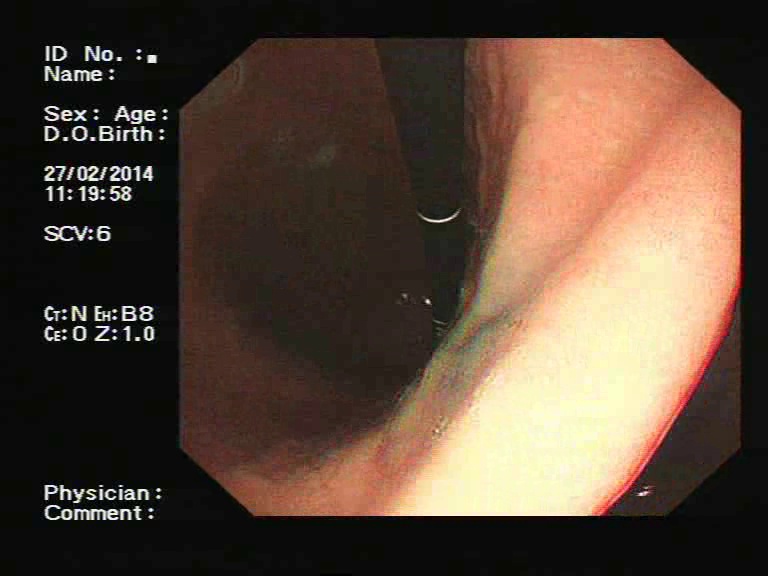 ID No. :
Name:
Sex: Age:
D.O.Birth:
27/02/2014
11:19:58
SCV:6
CT:N EH:B8
CE:0 Z:1.0
Physician:
Comment: